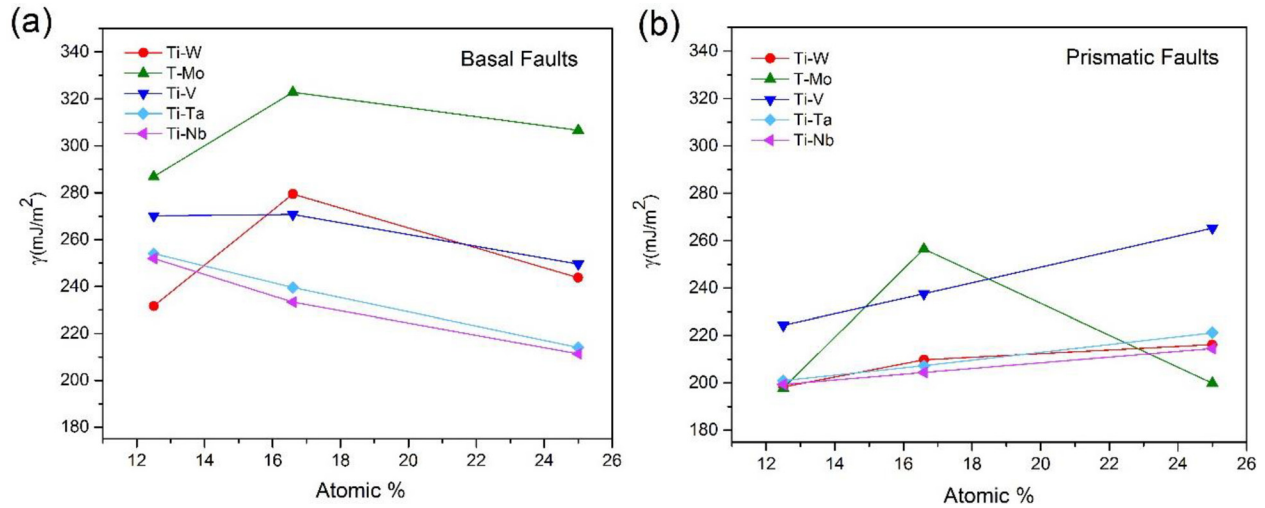 (a)
Basal Faults
Ti-W
T-Mo
Ti-V
Ti-Ta
Ti-Nb
340
320
300
280
260
240
220
200
180
γ(mJ/m²)
12 14 16 18 20 22 24 26
Atomic %
(b)
Prismatic Faults
Ti-W
T-Mo
Ti-V
Ti-Ta
Ti-Nb
340
320
300
280
260
240
220
200
180
γ(mJ/m²)
12 14 16 18 20 22 24 26
Atomic %